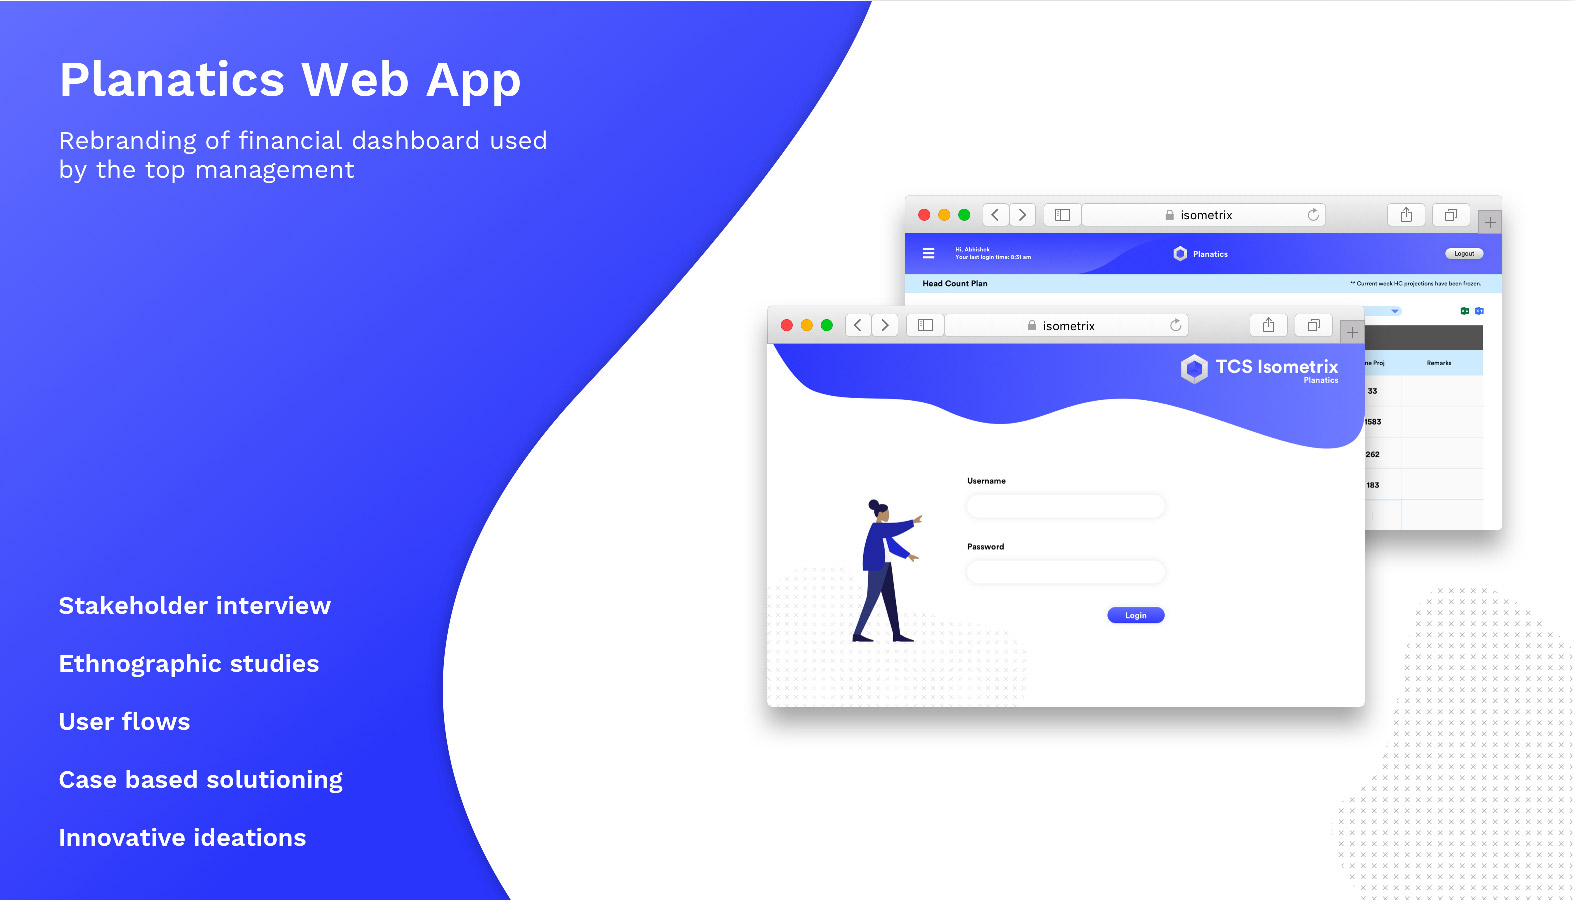 Planatics Web App
Rebranding of financial dashboard used
by the top management
Stakeholder interview
Ethnographic studies
User flows
Case based solutioning
Innovative ideations
isometrix
Hi, Abhishek
Your last login time: 8:31 am
Planatics
Logout
Head Count Plan
** Current week HC projections have been frozen.
ne Proj
Remarks
33
1583
262
183
isometrix
TCS Isometrix
Planatics
Username
Password
Login